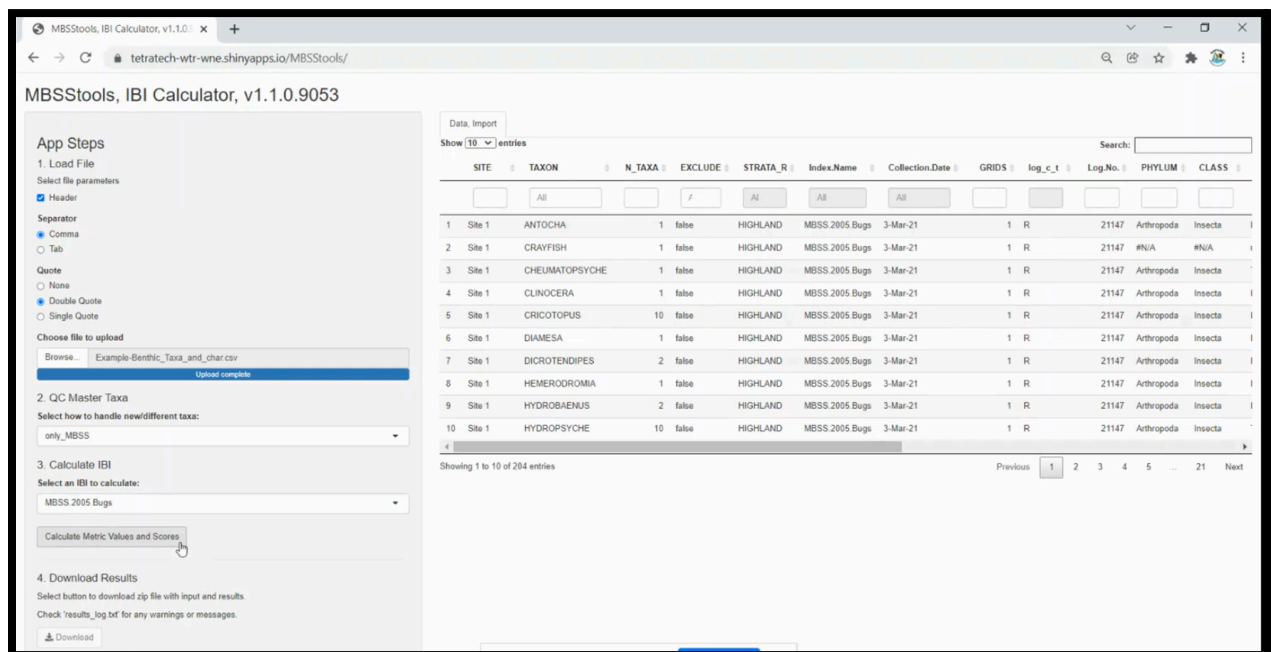 MBSStools, IBI Calculator, v1.1.0.9
tetratech-wtr-wne.shinyapps.io/MBSStools/
MBSStools, IBI Calculator, v1.1.0.9053
App Steps
1. Load File
Select file parameters
Header
Separator
Comma
Tab
Quote
None
Double Quote
Single Quote
Choose file to upload
Browse... Example-Benthic_Taxa_and_char.csv
Upload complete
2. QC Master Taxa
Select how to handle new/different taxa:
only_MBSS
3. Calculate IBI
Select an IBI to calculate:
MBSS.2005.Bugs
Calculate Metric Values and Scores
4. Download Results
Select button to download zip file with input and results.
Check 'results_log.txt' for any warnings or messages.
Download
Data, Import
Show 10 entries Search:
SITE TAXON N_TAXA EXCLUDE STRATA_R Index.Name Collection.Date GRIDS log_c_t Log.No. PHYLUM CLASS
All Al All All
1 Site 1 ANTOCHA 1 false HIGHLAND MBSS.2005.Bugs 3-Mar-21 1 R 21147 Arthropoda Insecta
2 Site 1 CRAYFISH 1 false HIGHLAND MBSS.2005.Bugs 3-Mar-21 1 R 21147 #N/A #N/A
3 Site 1 CHEUMATOPSYCHE 1 false HIGHLAND MBSS.2005.Bugs 3-Mar-21 1 R 21147 Arthropoda Insecta
4 Site 1 CLINOCERA 1 false HIGHLAND MBSS.2005.Bugs 3-Mar-21 1 R 21147 Arthropoda Insecta
5 Site 1 CRICOTOPUS 10 false HIGHLAND MBSS.2005.Bugs 3-Mar-21 1 R 21147 Arthropoda Insecta
6 Site 1 DIAMESA 1 false HIGHLAND MBSS.2005.Bugs 3-Mar-21 1 R 21147 Arthropoda Insecta
7 Site 1 DICROTENDIPES 2 false HIGHLAND MBSS.2005.Bugs 3-Mar-21 1 R 21147 Arthropoda Insecta
8 Site 1 HEMERODROMIA 1 false HIGHLAND MBSS.2005.Bugs 3-Mar-21 1 R 21147 Arthropoda Insecta
9 Site 1 HYDROBAENUS 2 false HIGHLAND MBSS.2005.Bugs 3-Mar-21 1 R 21147 Arthropoda Insecta
10 Site 1 HYDROPSYCHE 10 false HIGHLAND MBSS.2005.Bugs 3-Mar-21 1 R 21147 Arthropoda Insecta
Showing 1 to 10 of 204 entries Previous 1 2 3 4 5 ... 21 Next